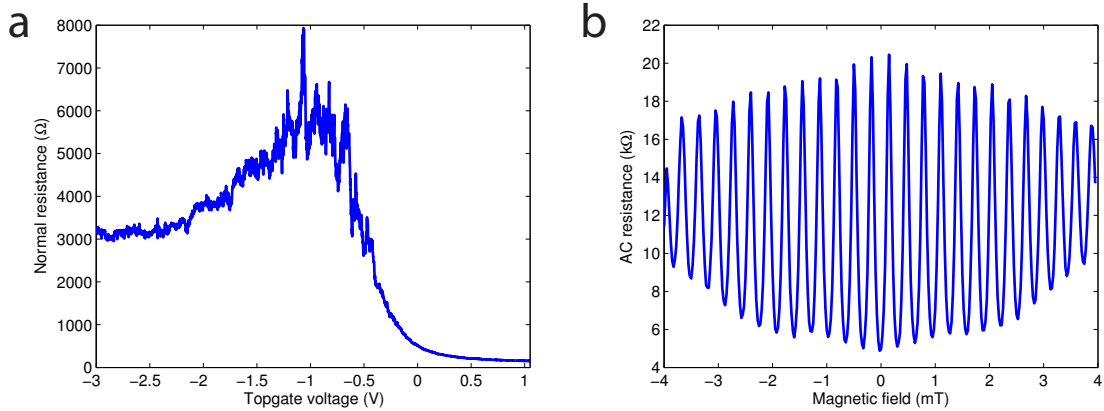 a
8000
7000
6000
5000
4000
3000
2000
1000
0
Normal resistance (Ω)
−3 −2.5 −2 −1.5 −1 −0.5 0 0.5 1
Topgate voltage (V)
b
22
20
18
16
14
12
10
8
6
4
AC resistance (kΩ)
−4 −3 −2 −1 0 1 2 3 4
Magnetic field (mT)